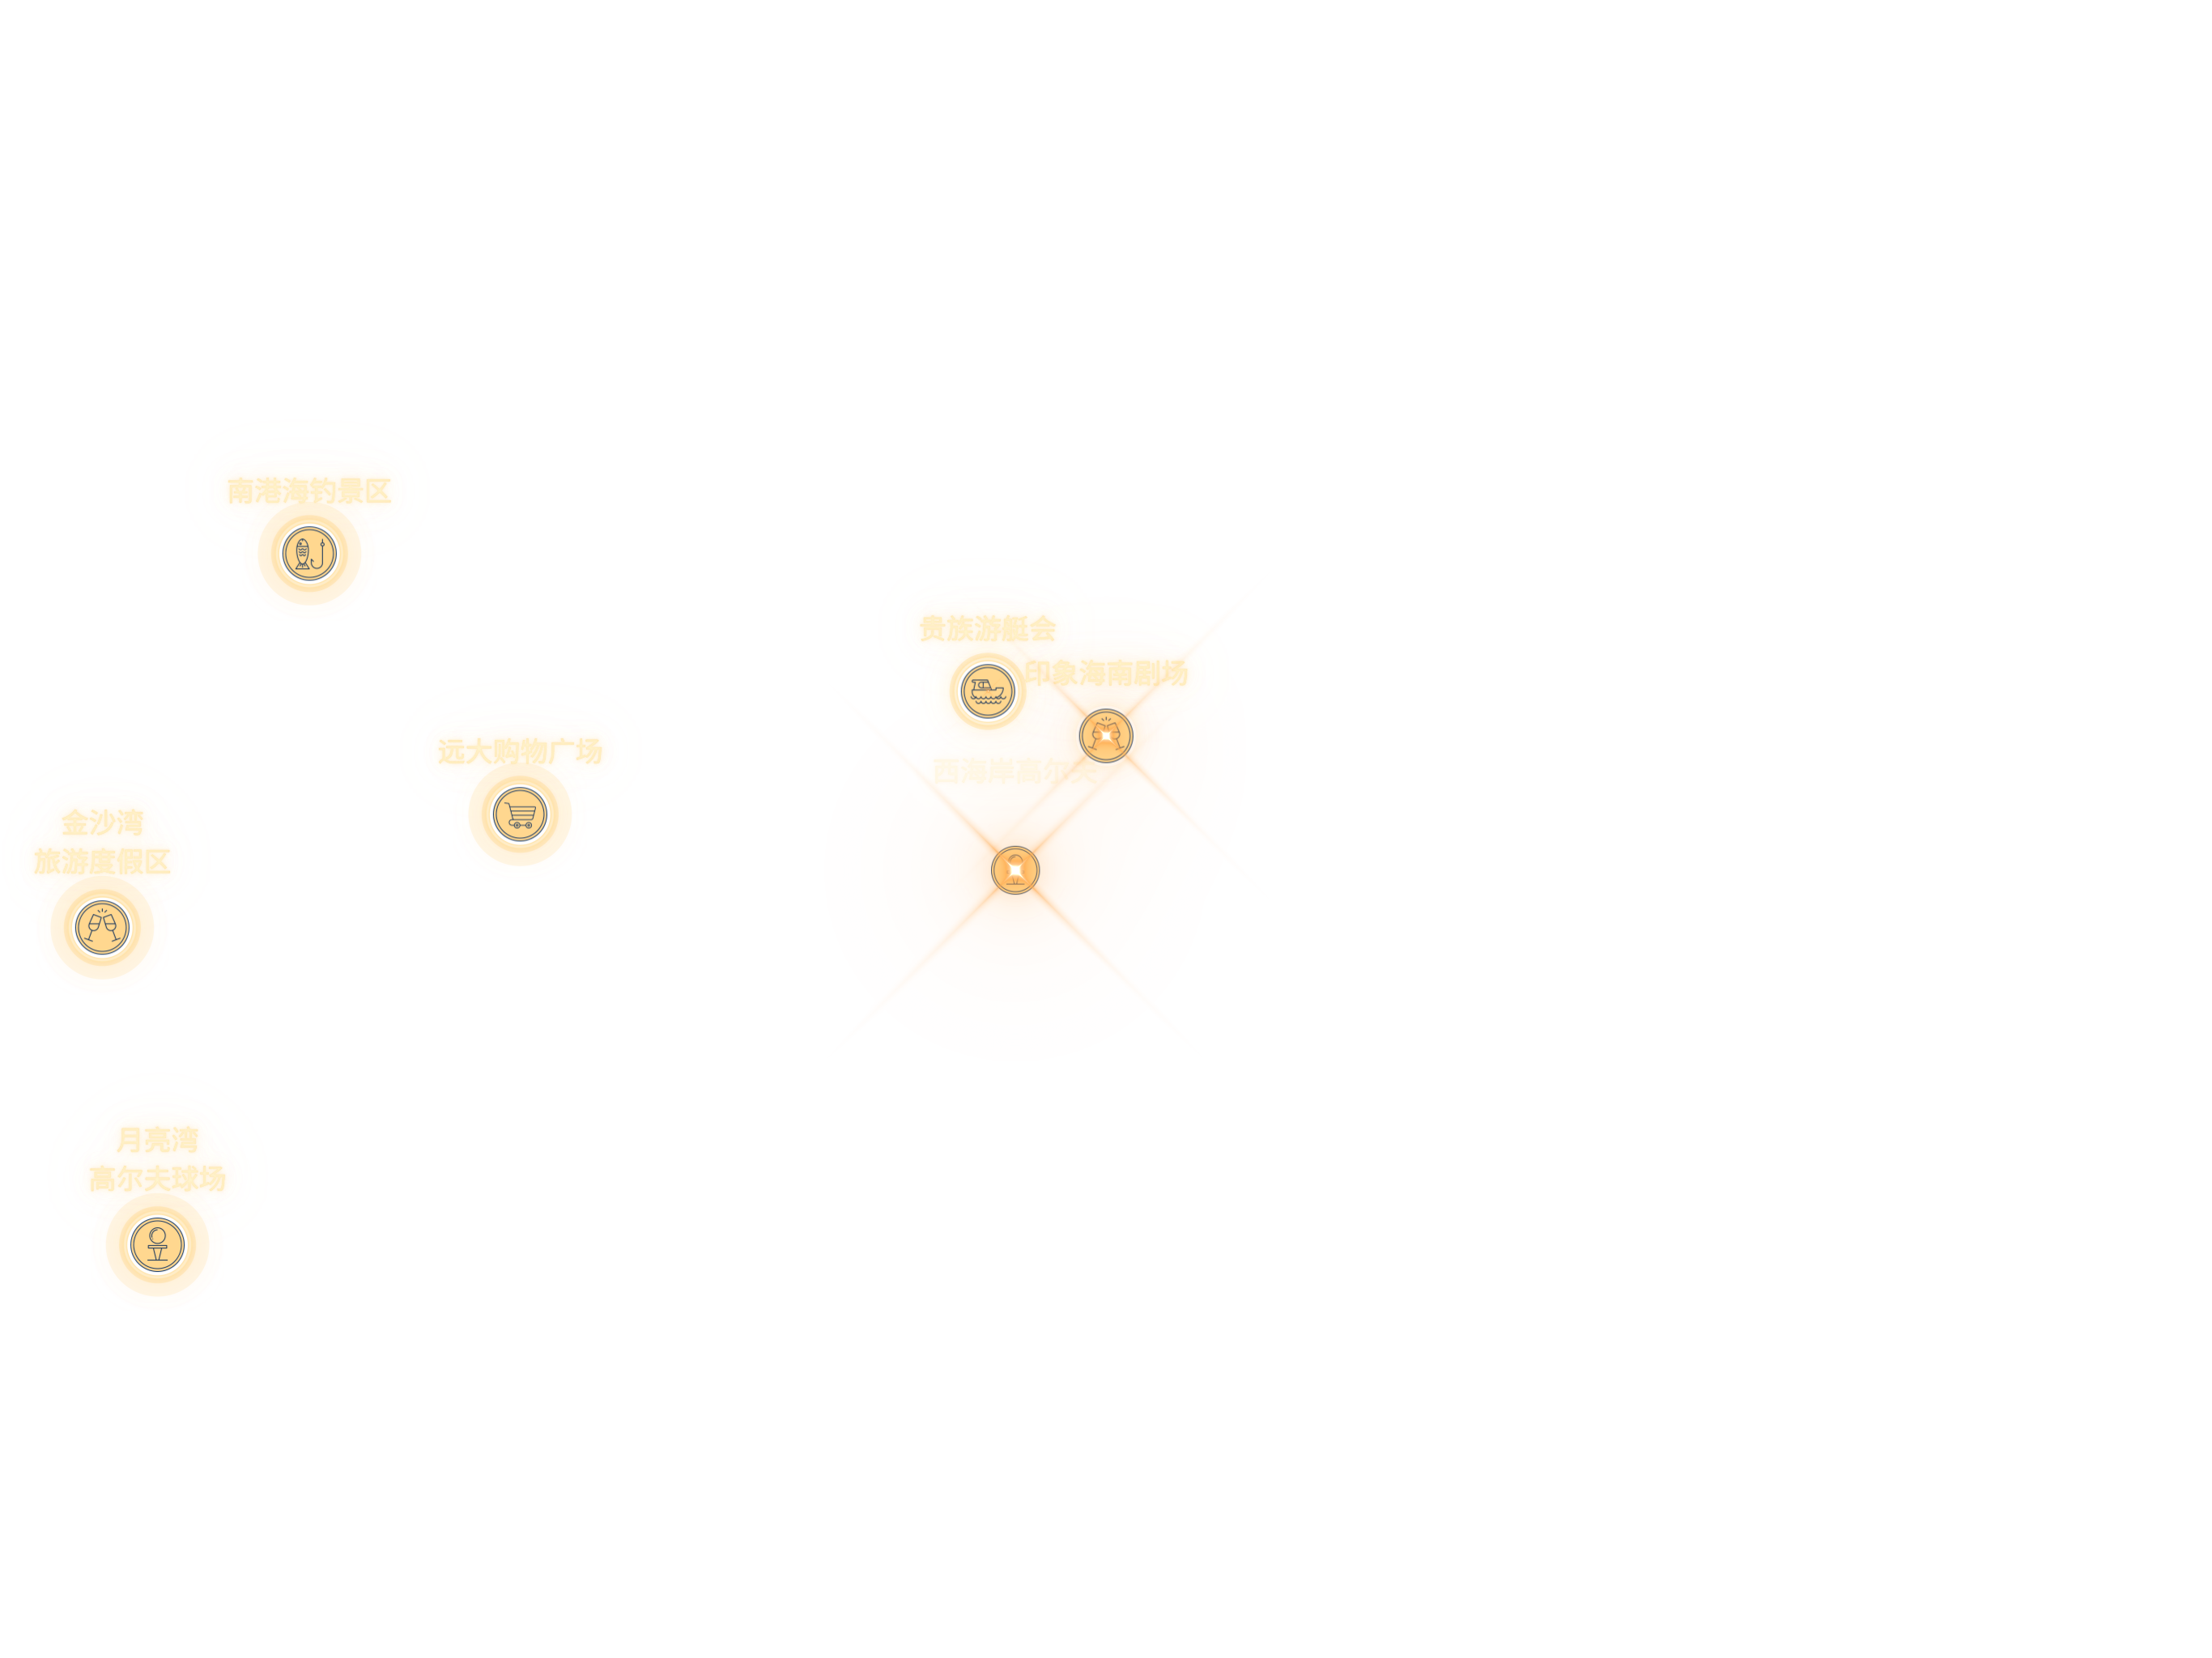 南港海钓景区
贵族游艇会
印象海南剧场
远大购物广场
西海岸高尔夫
金沙湾
旅游度假区
月亮湾
高尔夫球场